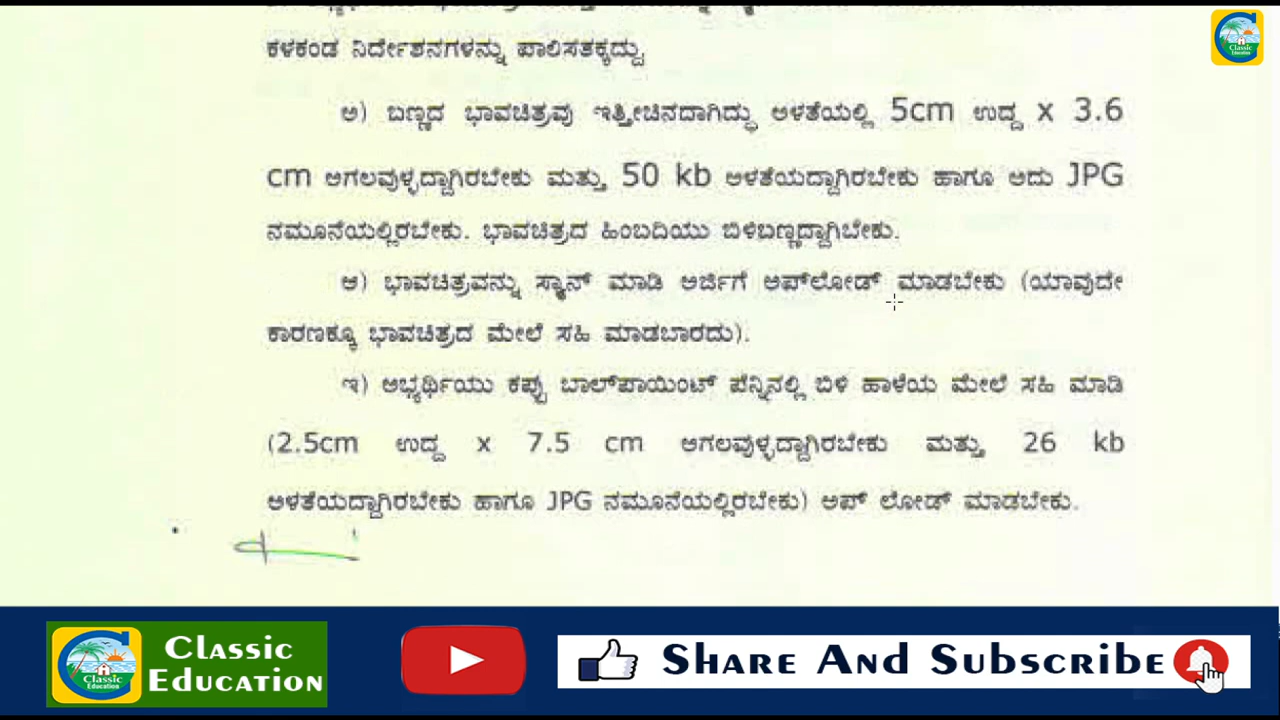 ಕಳಕಂಡ ನಿರ್ದೇಶನಗಳನ್ನು ಪಾಲಿಸತಕ್ಕದ್ದು.
Classic
Education
ಅ) ಬಣ್ಣದ ಭಾವಚಿತ್ರವು ಇತ್ತೀಚಿನದಾಗಿದ್ದು ಅಳತೆಯಲ್ಲಿ 5cm ಉದ್ದ x 3.6
cm ಅಗಲವುಳ್ಳದ್ದಾಗಿರಬೇಕು ಮತ್ತು 50 kb ಅಳತೆಯದ್ದಾಗಿರಬೇಕು ಹಾಗೂ ಅದು JPG
ನಮೂನೆಯಲ್ಲಿರಬೇಕು. ಭಾವಚಿತ್ರದ ಹಿಂಬದಿಯು ಬಿಳಿಬಣ್ಣದ್ದಾಗಿಬೇಕು.
ಆ) ಭಾವಚಿತ್ರವನ್ನು ಸ್ಕ್ಯಾನ್ ಮಾಡಿ ಅರ್ಜಿಗೆ ಅಪ್‌ಲೋಡ್ ಮಾಡಬೇಕು (ಯಾವುದೇ
ಕಾರಣಕ್ಕೂ ಭಾವಚಿತ್ರದ ಮೇಲೆ ಸಹಿ ಮಾಡಬಾರದು).
ಇ) ಅಭ್ಯರ್ಥಿಯು ಕಪ್ಪು ಬಾಲ್‌ಪಾಯಿಂಟ್ ಪೆನ್ನಿನಲ್ಲಿ ಬಿಳಿ ಹಾಳೆಯ ಮೇಲೆ ಸಹಿ ಮಾಡಿ
(2.5cm ಉದ್ದ x 7.5 cm ಅಗಲವುಳ್ಳದ್ದಾಗಿರಬೇಕು ಮತ್ತು 26 kb
ಅಳತೆಯದ್ದಾಗಿರಬೇಕು ಹಾಗೂ JPG ನಮೂನೆಯಲ್ಲಿರಬೇಕು) ಅಪ್ ಲೋಡ್ ಮಾಡಬೇಕು.
Classic
Education
Classic
Education
Share And Subscribe